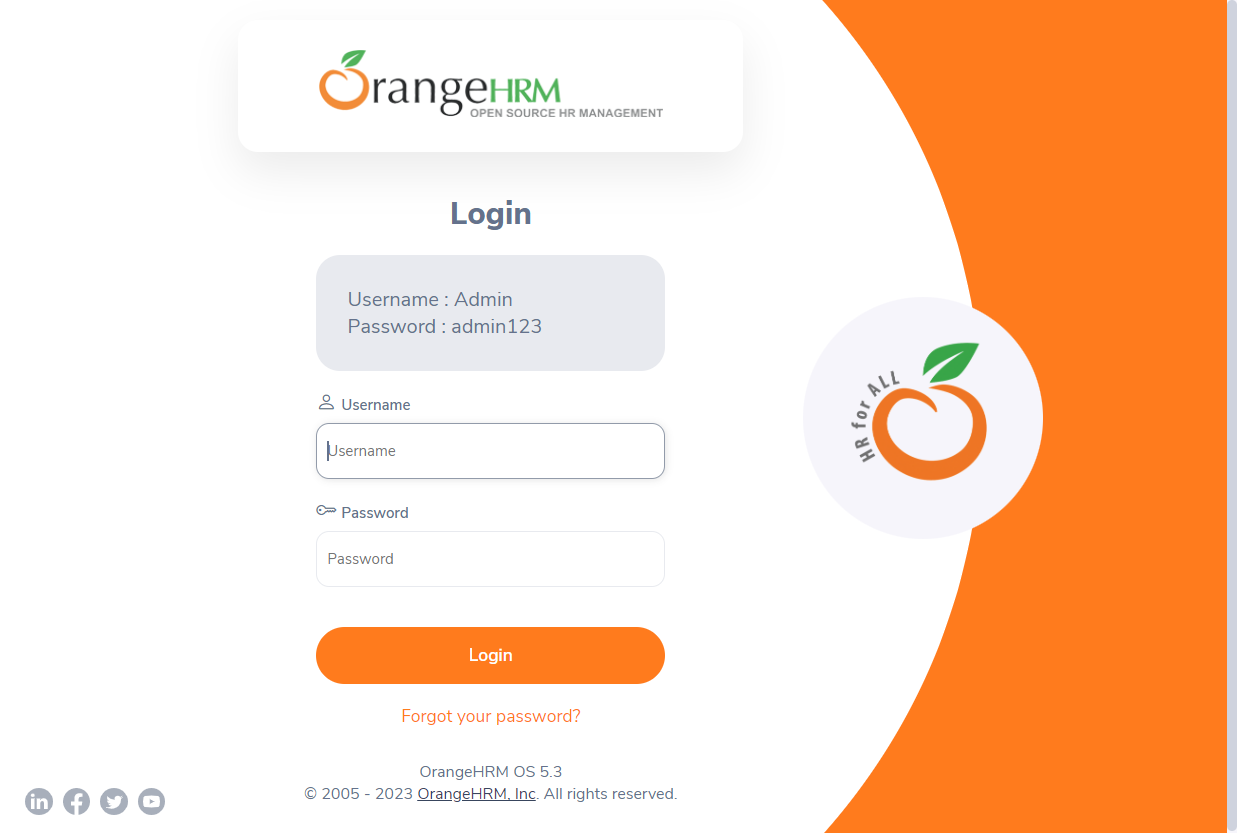 OrangeHRM
OPEN SOURCE HR MANAGEMENT
Login
Username : Admin
Password : admin123
Username
Username
Password
Password
Login
Forgot your password?
OrangeHRM OS 5.3
© 2005 - 2023 OrangeHRM, Inc. All rights reserved.
HR for ALL
in